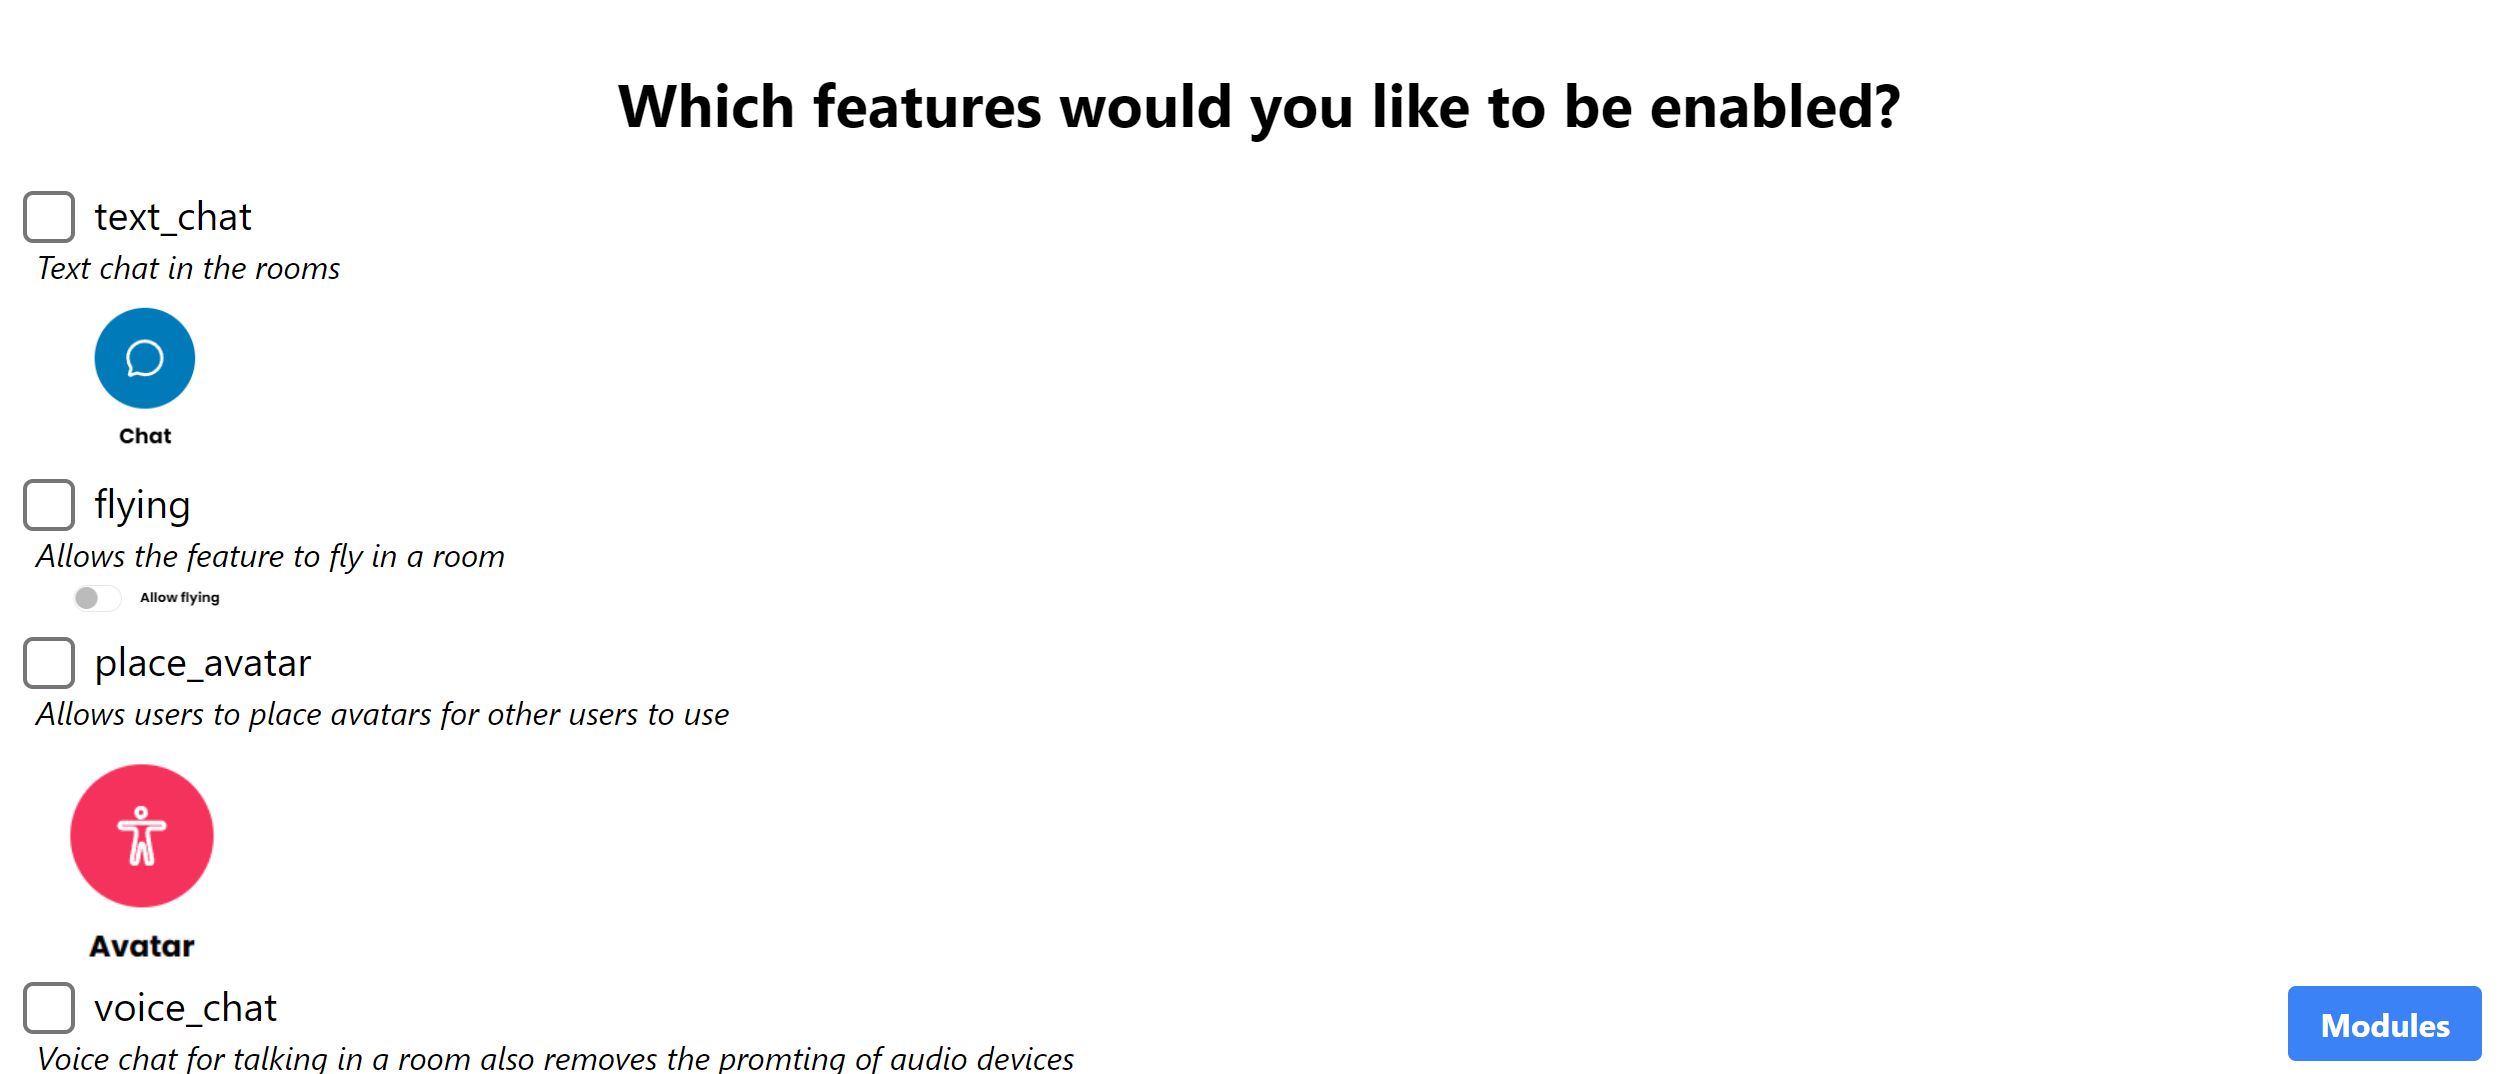 Which features would you like to be enabled?
text_chat
Text chat in the rooms
Chat
flying
Allows the feature to fly in a room
Allow flying
place_avatar
Allows users to place avatars for other users to use
Avatar
voice_chat
Modules
Voice chat for talking in a room also removes the promting of audio devices